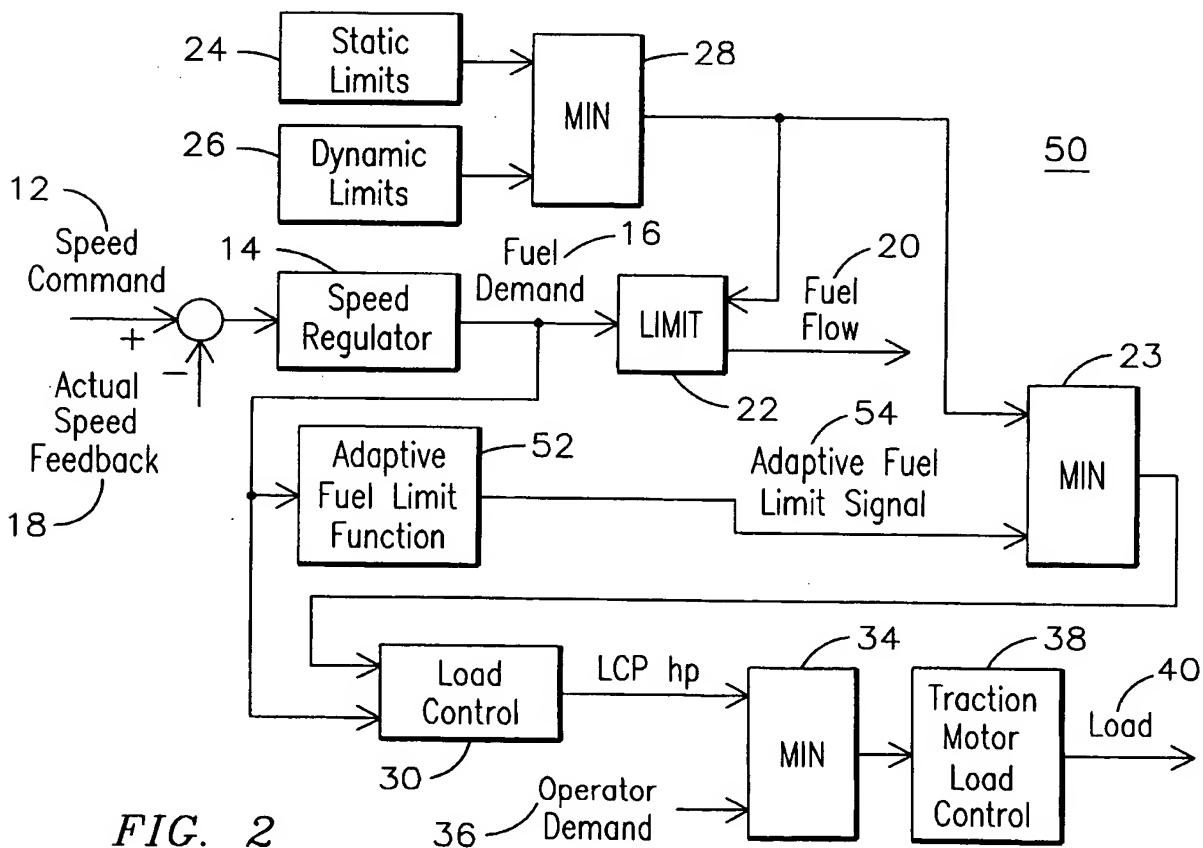 24
Static
Limits
28
MIN
26
Dynamic
Limits
50
12
Speed
Command
14
Speed
Regulator
Fuel
Demand
16
LIMIT
22
20
Fuel
Flow
+
−
Actual
Speed
Feedback
18
Adaptive
Fuel Limit
Function
52
54
Adaptive Fuel
Limit Signal
23
MIN
Load
Control
30
LCP hp
34
MIN
36
Operator
Demand
38
Traction
Motor
Load
Control
40
Load
FIG. 2